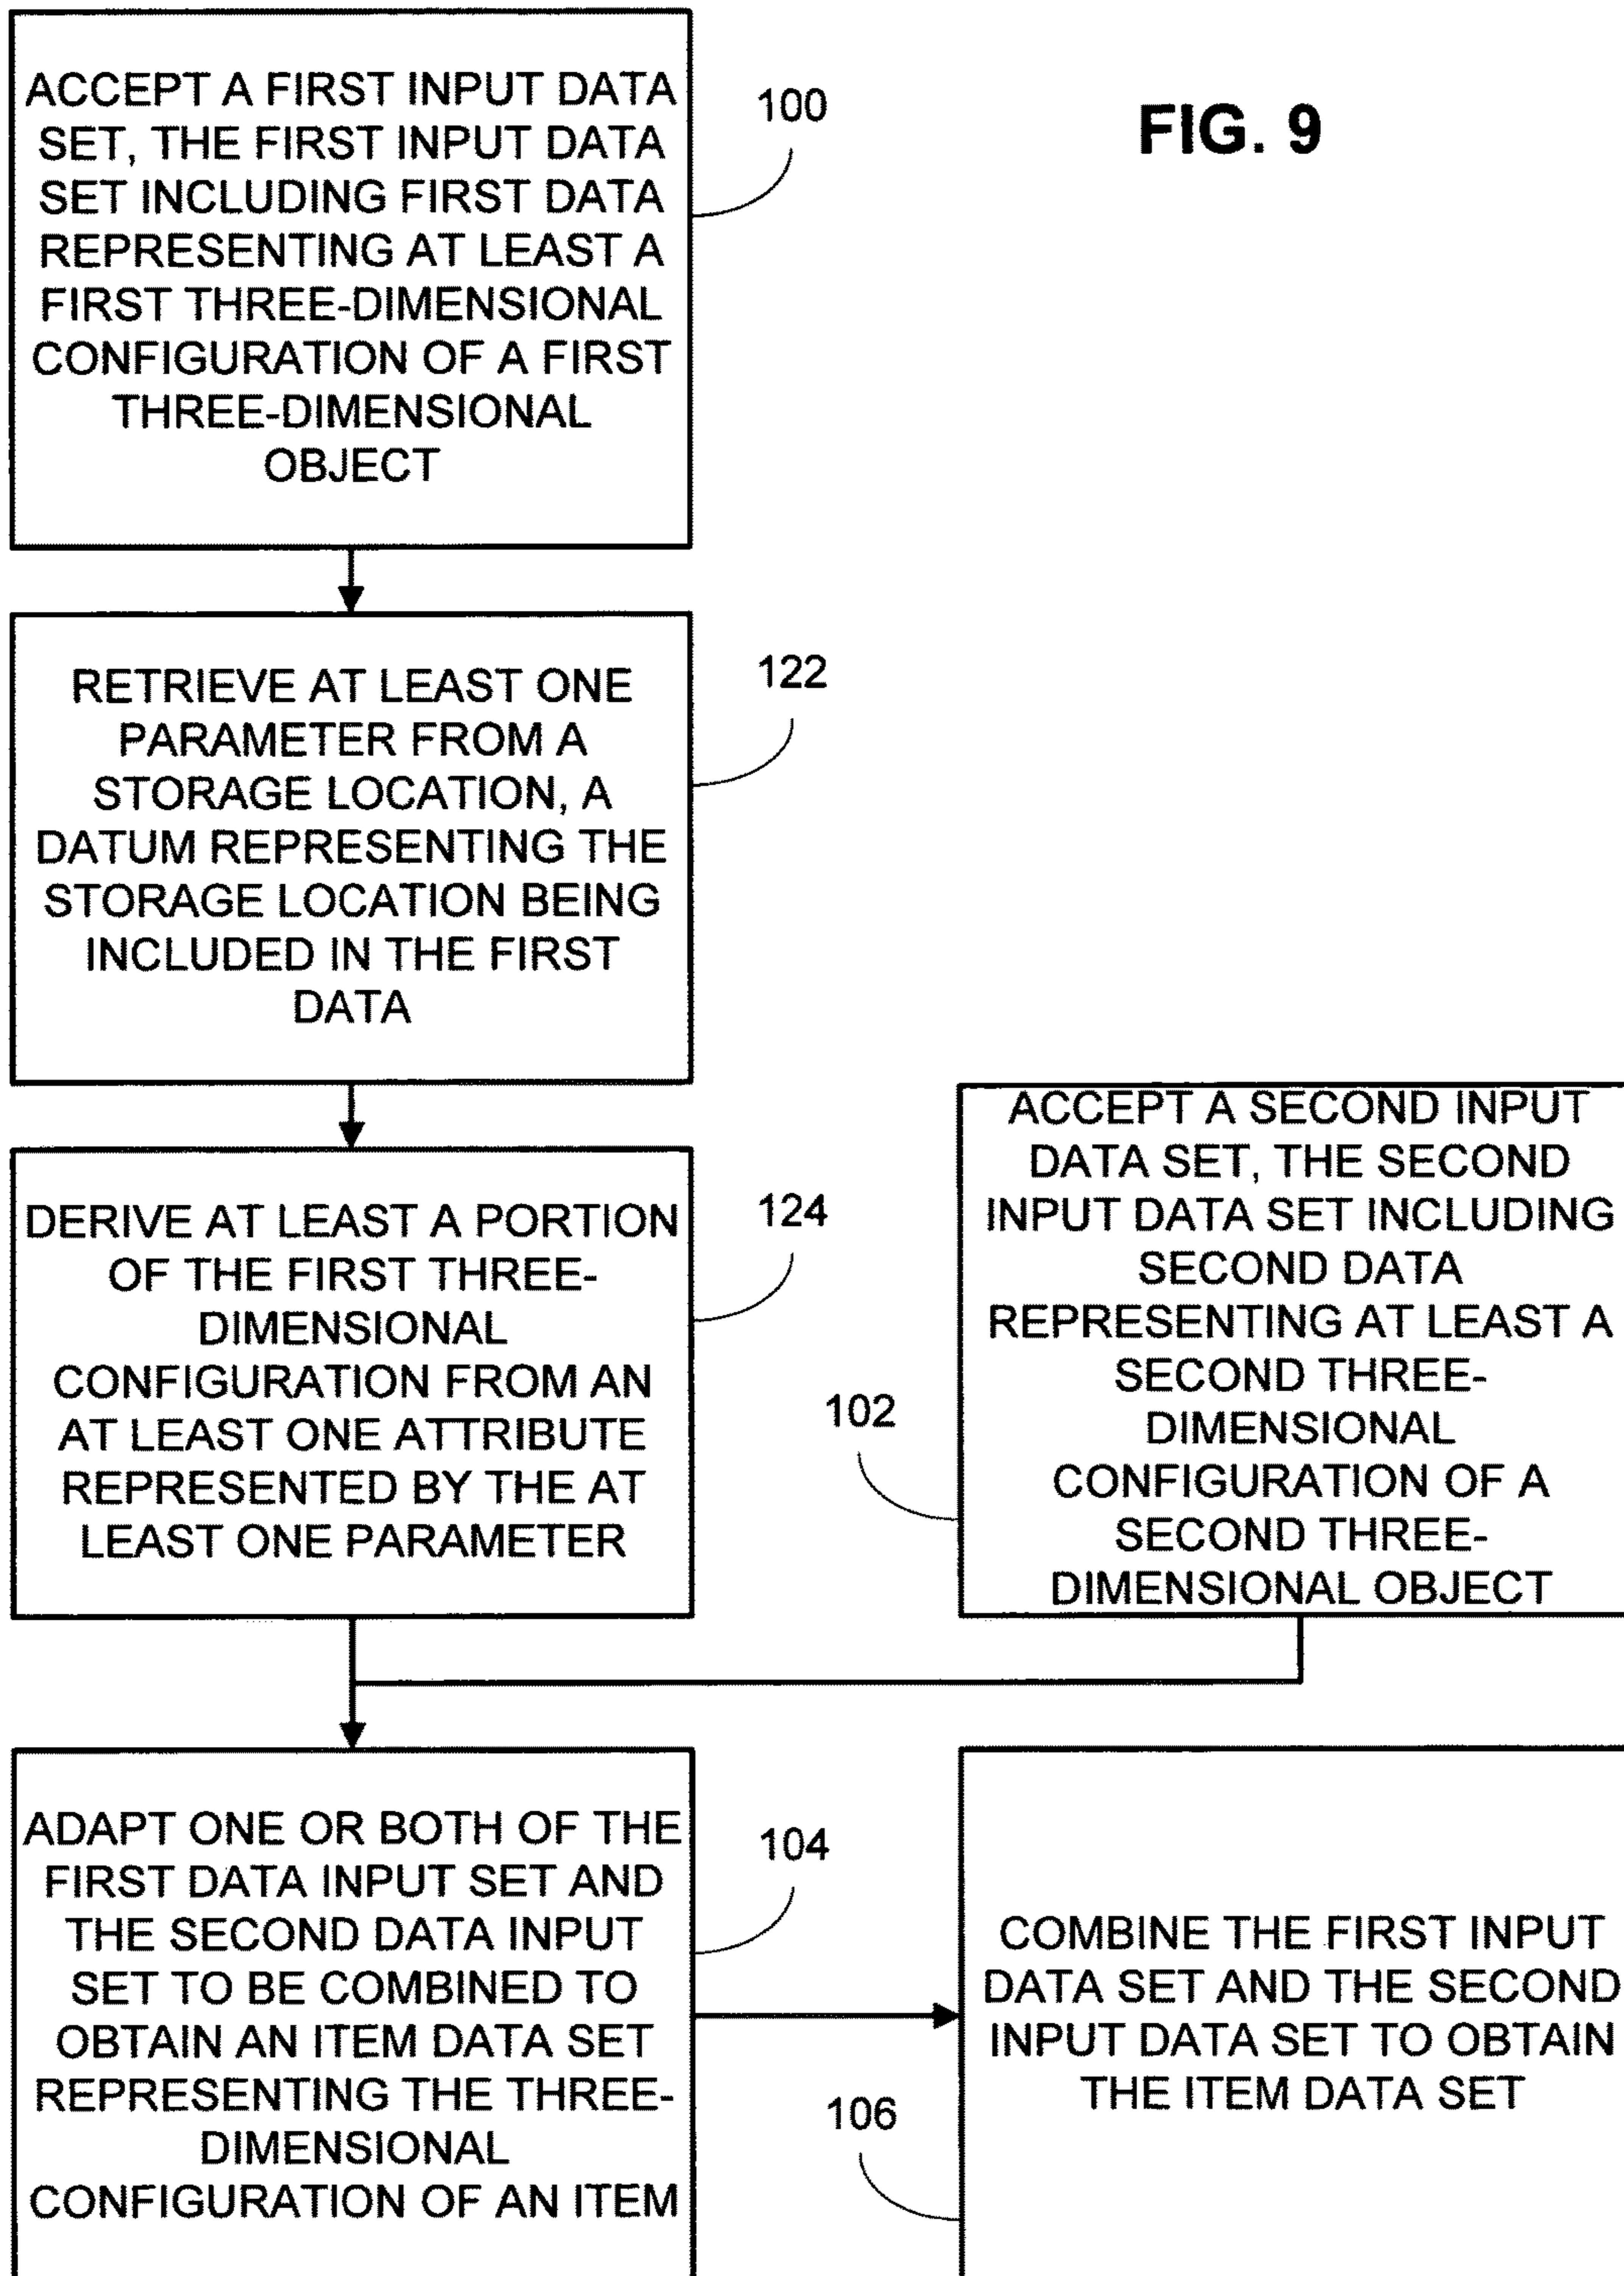 FIG. 9
ACCEPT A FIRST INPUT DATA
SET, THE FIRST INPUT DATA
SET INCLUDING FIRST DATA
REPRESENTING AT LEAST A
FIRST THREE-DIMENSIONAL
CONFIGURATION OF A FIRST
THREE-DIMENSIONAL
OBJECT
100
RETRIEVE AT LEAST ONE
PARAMETER FROM A
STORAGE LOCATION, A
DATUM REPRESENTING THE
STORAGE LOCATION BEING
INCLUDED IN THE FIRST
DATA
122
DERIVE AT LEAST A PORTION
OF THE FIRST THREE-
DIMENSIONAL
CONFIGURATION FROM AN
AT LEAST ONE ATTRIBUTE
REPRESENTED BY THE AT
LEAST ONE PARAMETER
124
ACCEPT A SECOND INPUT
DATA SET, THE SECOND
INPUT DATA SET INCLUDING
SECOND DATA
REPRESENTING AT LEAST A
SECOND THREE-
DIMENSIONAL
CONFIGURATION OF A
SECOND THREE-
DIMENSIONAL OBJECT
102
ADAPT ONE OR BOTH OF THE
FIRST DATA INPUT SET AND
THE SECOND DATA INPUT
SET TO BE COMBINED TO
OBTAIN AN ITEM DATA SET
REPRESENTING THE THREE-
DIMENSIONAL
CONFIGURATION OF AN ITEM
104
COMBINE THE FIRST INPUT
DATA SET AND THE SECOND
INPUT DATA SET TO OBTAIN
THE ITEM DATA SET
106